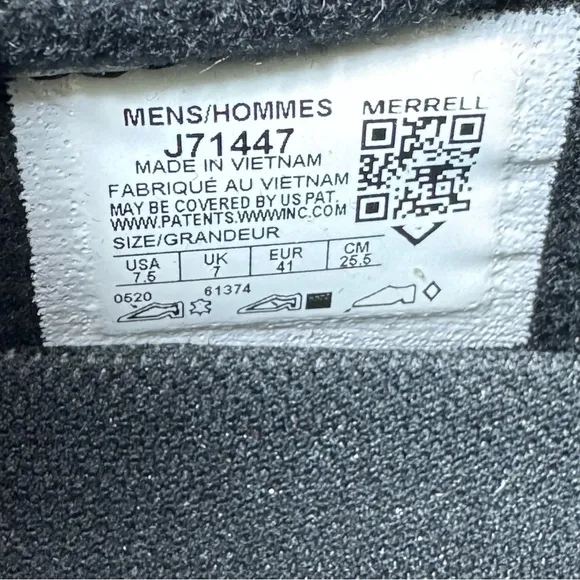 MENS/HOMMES
MERRELL
J71447
MADE IN VIETNAM
FABRIQUÉ AU VIETNAM
MAY BE COVERED BY US PAT.
WWW.PATENTS.WWWINC.COM
SIZE/GRANDEUR
USA UK EUR CM
7.5 7 41 25.5
0520 61374